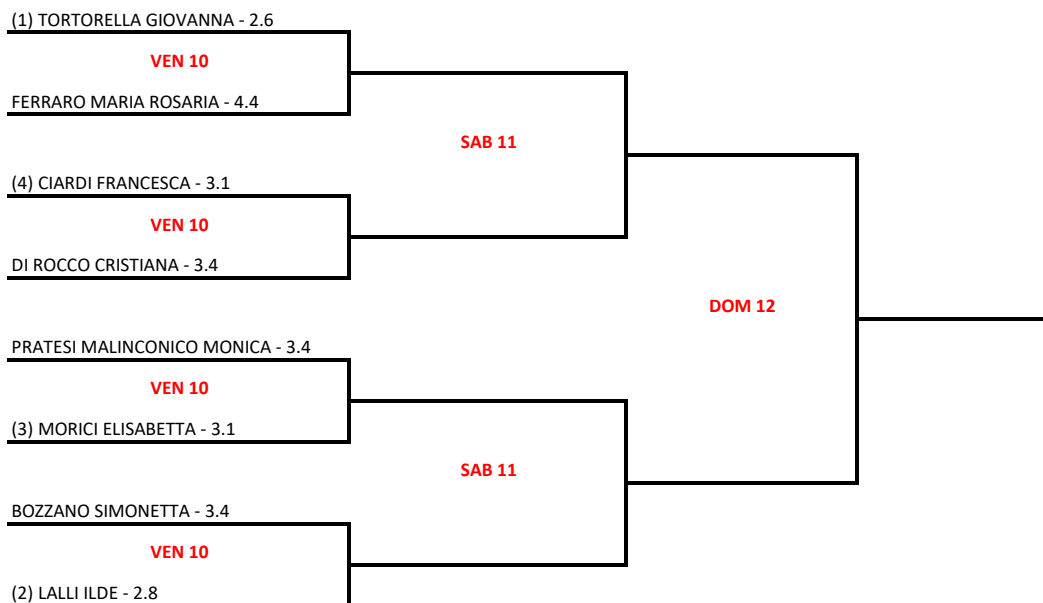 (1) TORTORELLA GIOVANNA - 2.6
VEN 10
FERRARO MARIA ROSARIA - 4.4
SAB 11
(4) CIARDI FRANCESCA - 3.1
VEN 10
DI ROCCO CRISTIANA - 3.4
DOM 12
PRATESI MALINCONICO MONICA - 3.4
VEN 10
(3) MORICI ELISABETTA - 3.1
SAB 11
BOZZANO SIMONETTA - 3.4
VEN 10
(2) LALLI ILDE - 2.8